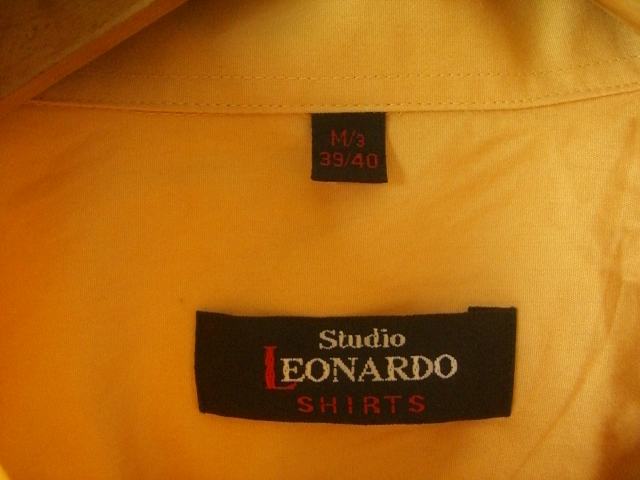 M/3
39/40
Studio
LEONARDO
SHIRTS